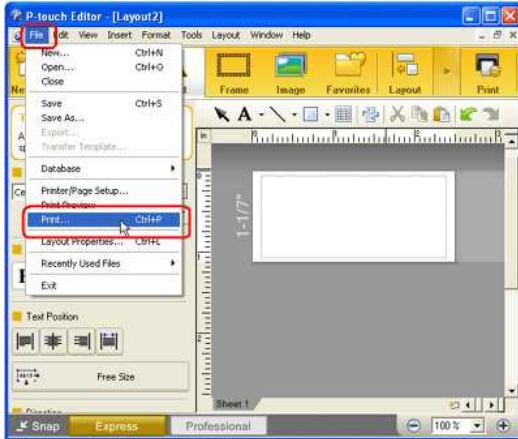 P-touch Editor - [Layout2]
File Edit View Insert Format Tools Layout Window Help
New... Ctrl+N
Open... Ctrl+O
Close
Save Ctrl+S
Save As...
Export...
Transfer Template...
Database
Printer/Page Setup...
Print Preview
Print... Ctrl+P
Layout Properties... Ctrl+L
Recently Used Files
Exit
Frame Image Favorites Layout Print
A
in
1-1/7"
Text Position
Free Size
Direction
Sheet 1
Snap Express Professional 100 %